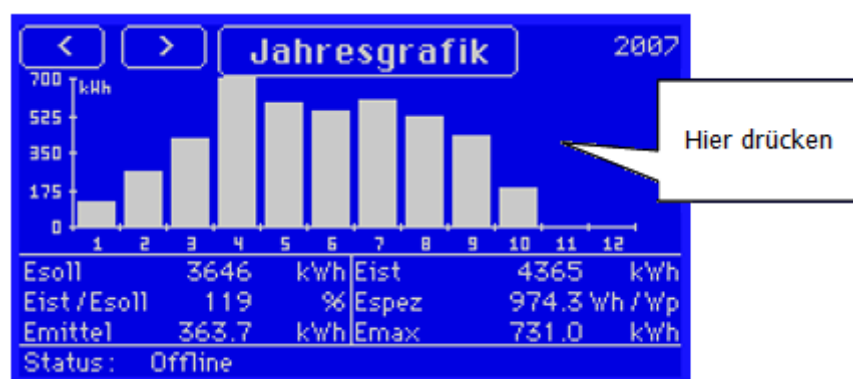 < > Jahresgrafik 2007
700 kWh
525
350
175
0
1 2 3 4 5 6 7 8 9 10 11 12
Hier drücken
Esoll 3646 kWh Eist 4365 kWh
Eist/Esoll 119 % Espez 974.3 Wh/Wp
Emittel 363.7 kWh Emax 731.0 kWh
Status: Offline